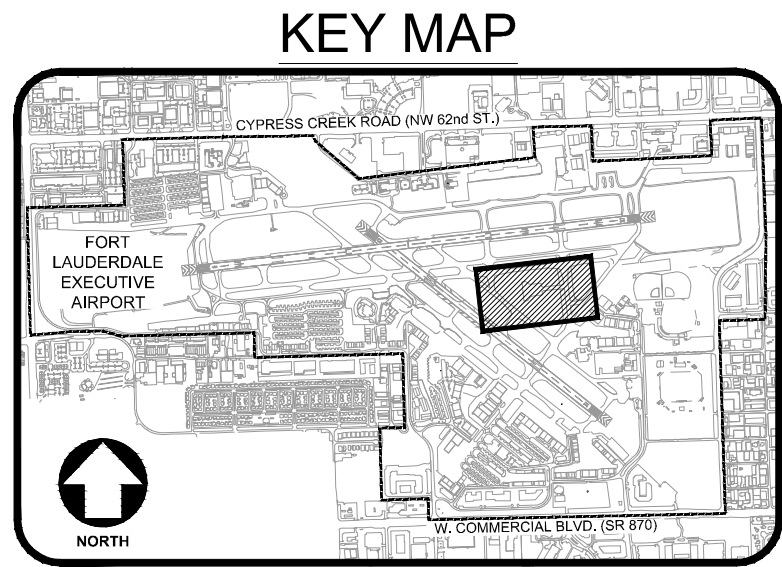 KEY MAP
CYPRESS CREEK ROAD (NW 62nd ST.)
FORT
LAUDERDALE
EXECUTIVE
AIRPORT
NORTH
W. COMMERCIAL BLVD. (SR 870)